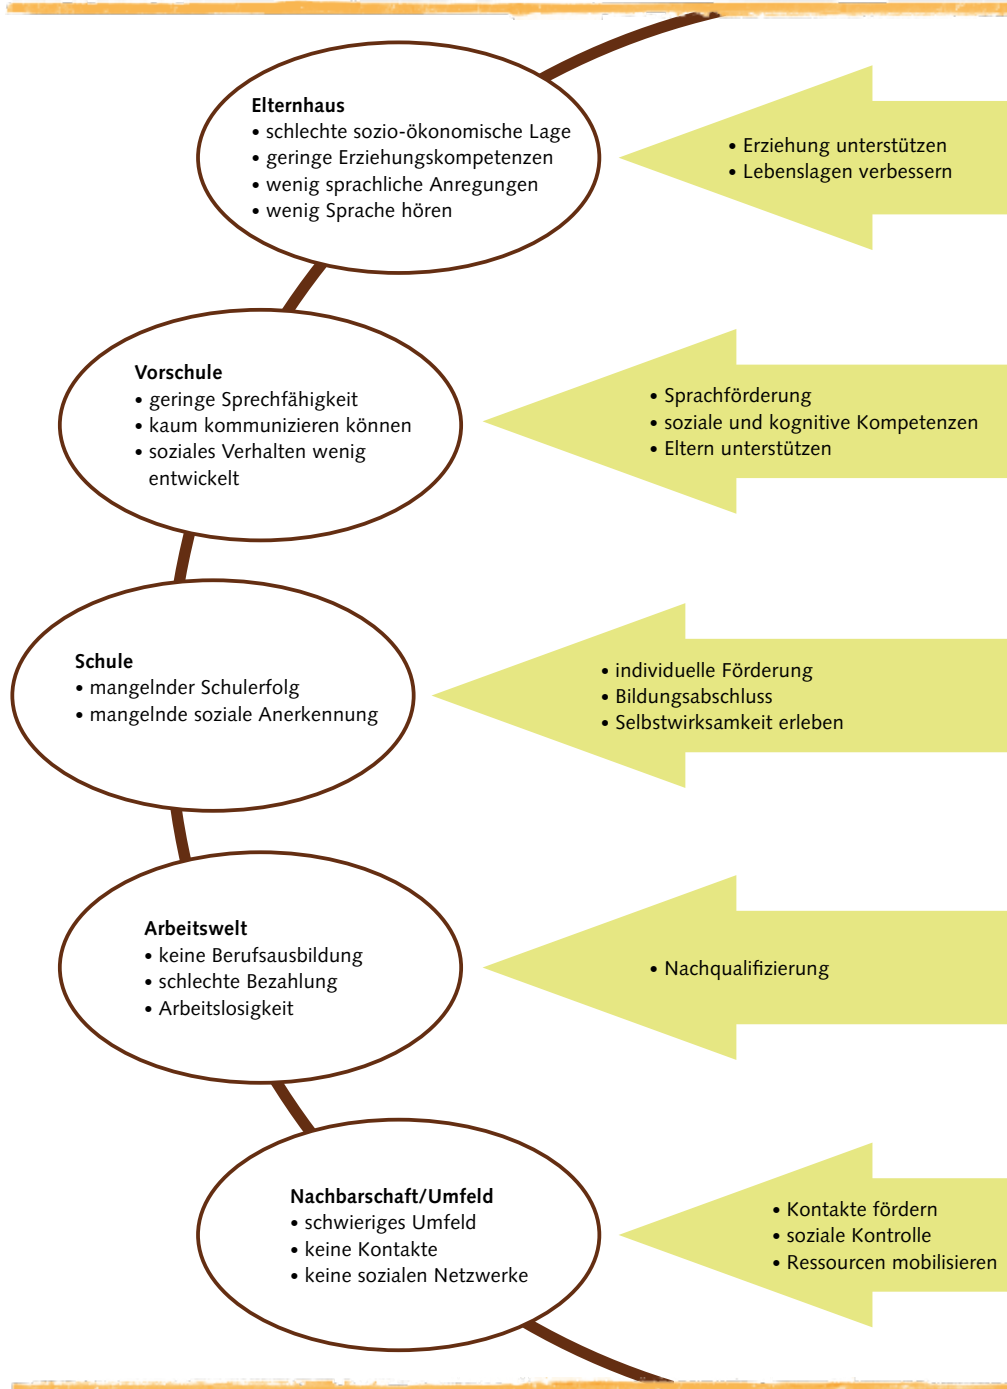 Elternhaus
• schlechte sozio-ökonomische Lage
• geringe Erziehungskompetenzen
• wenig sprachliche Anregungen
• wenig Sprache hören
• Erziehung unterstützen
• Lebenslagen verbessern
Vorschule
• geringe Sprechfähigkeit
• kaum kommunizieren können
• soziales Verhalten wenig
entwickelt
• Sprachförderung
• soziale und kognitive Kompetenzen
• Eltern unterstützen
Schule
• mangelnder Schulerfolg
• mangelnde soziale Anerkennung
• individuelle Förderung
• Bildungsabschluss
• Selbstwirksamkeit erleben
Arbeitswelt
• keine Berufsausbildung
• schlechte Bezahlung
• Arbeitslosigkeit
• Nachqualifizierung
Nachbarschaft/Umfeld
• schwieriges Umfeld
• keine Kontakte
• keine sozialen Netzwerke
• Kontakte fördern
• soziale Kontrolle
• Ressourcen mobilisieren